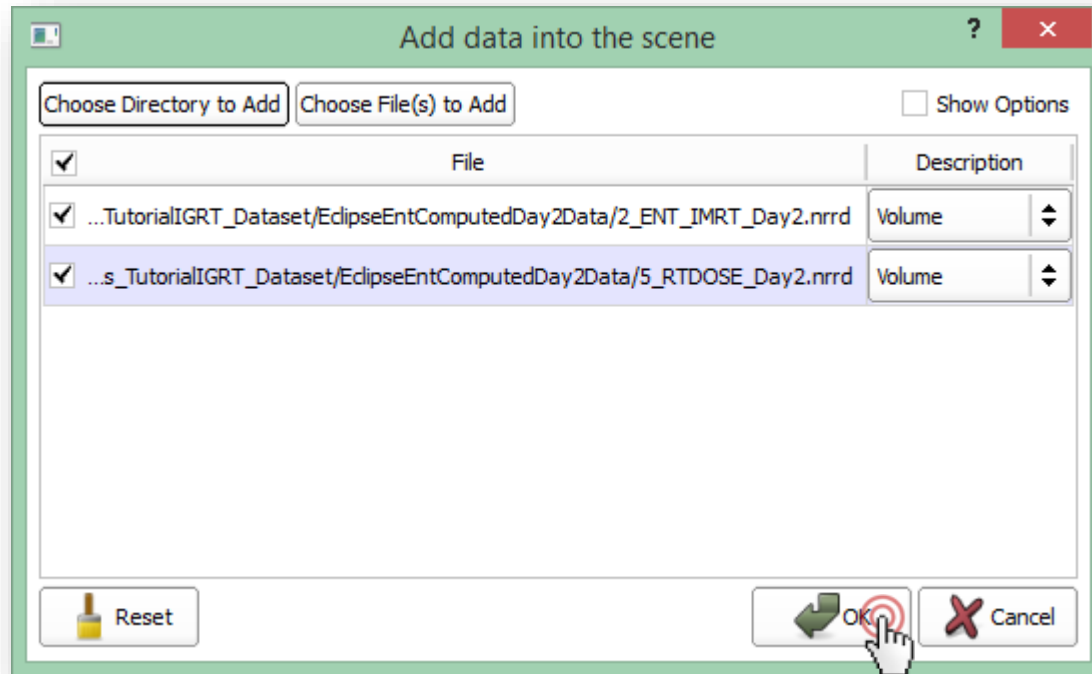 Add data into the scene
?
Choose Directory to Add Choose File(s) to Add Show Options
File Description
...TutorialIGRT_Dataset/EclipseEntComputedDay2Data/2_ENT_IMRT_Day2.nrrd Volume
...s_TutorialIGRT_Dataset/EclipseEntComputedDay2Data/5_RTDOSE_Day2.nrrd Volume
Reset OK Cancel